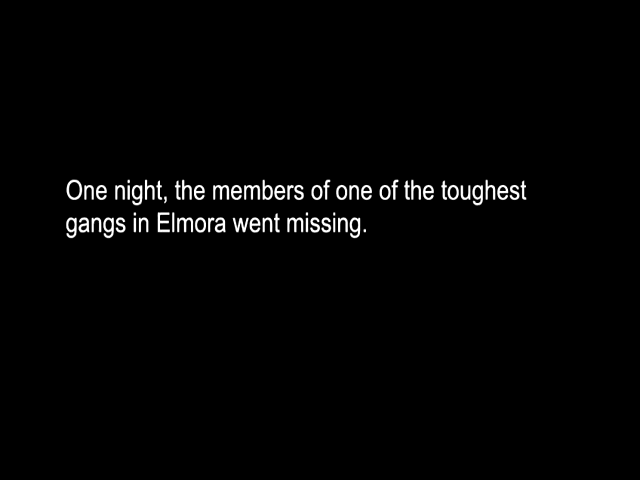 One night, the members of one of the toughest
gangs in Elmora went missing.